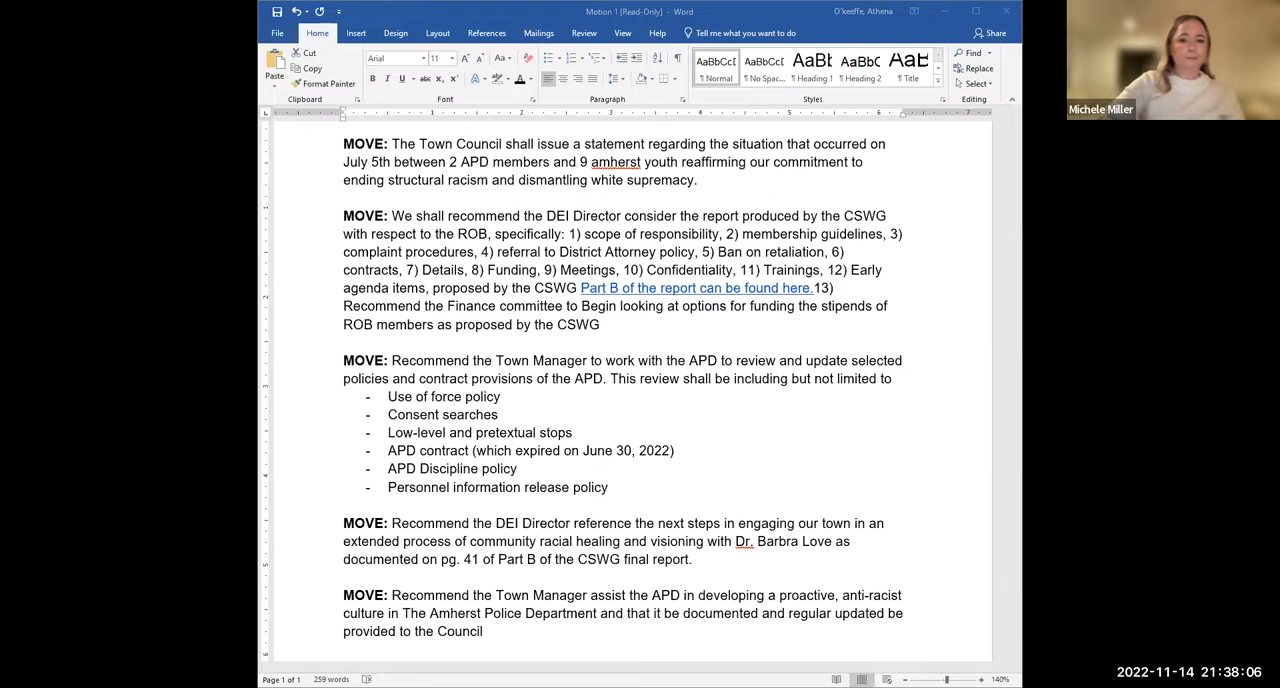 Motion 1 [Read-Only] - Word
O'keeffe, Athena
File Home Insert Design Layout References Mailings Review View Help Tell me what you want to do Share
Paste
Cut
Copy
Format Painter
Clipboard
Arial 11
Font
Paragraph
AaBbCcD AaBbCcD AaBbC AaBbCc AaBb
¶ Normal ¶ No Spac... ¶ Heading 1 ¶ Heading 2 ¶ Title
Styles
Find
Replace
Select
Editing
Michele Miller
MOVE: The Town Council shall issue a statement regarding the situation that occurred on
July 5th between 2 APD members and 9 amherst youth reaffirming our commitment to
ending structural racism and dismantling white supremacy.
MOVE: We shall recommend the DEI Director consider the report produced by the CSWG
with respect to the ROB, specifically: 1) scope of responsibility, 2) membership guidelines, 3)
complaint procedures, 4) referral to District Attorney policy, 5) Ban on retaliation, 6)
contracts, 7) Details, 8) Funding, 9) Meetings, 10) Confidentiality, 11) Trainings, 12) Early
agenda items, proposed by the CSWG Part B of the report can be found here.13)
Recommend the Finance committee to Begin looking at options for funding the stipends of
ROB members as proposed by the CSWG
MOVE: Recommend the Town Manager to work with the APD to review and update selected
policies and contract provisions of the APD. This review shall be including but not limited to
- Use of force policy
- Consent searches
- Low-level and pretextual stops
- APD contract (which expired on June 30, 2022)
- APD Discipline policy
- Personnel information release policy
MOVE: Recommend the DEI Director reference the next steps in engaging our town in an
extended process of community racial healing and visioning with Dr. Barbra Love as
documented on pg. 41 of Part B of the CSWG final report.
MOVE: Recommend the Town Manager assist the APD in developing a proactive, anti-racist
culture in The Amherst Police Department and that it be documented and regular updated be
provided to the Council
Page 1 of 1 259 words 140%
2022-11-14 21:38:06